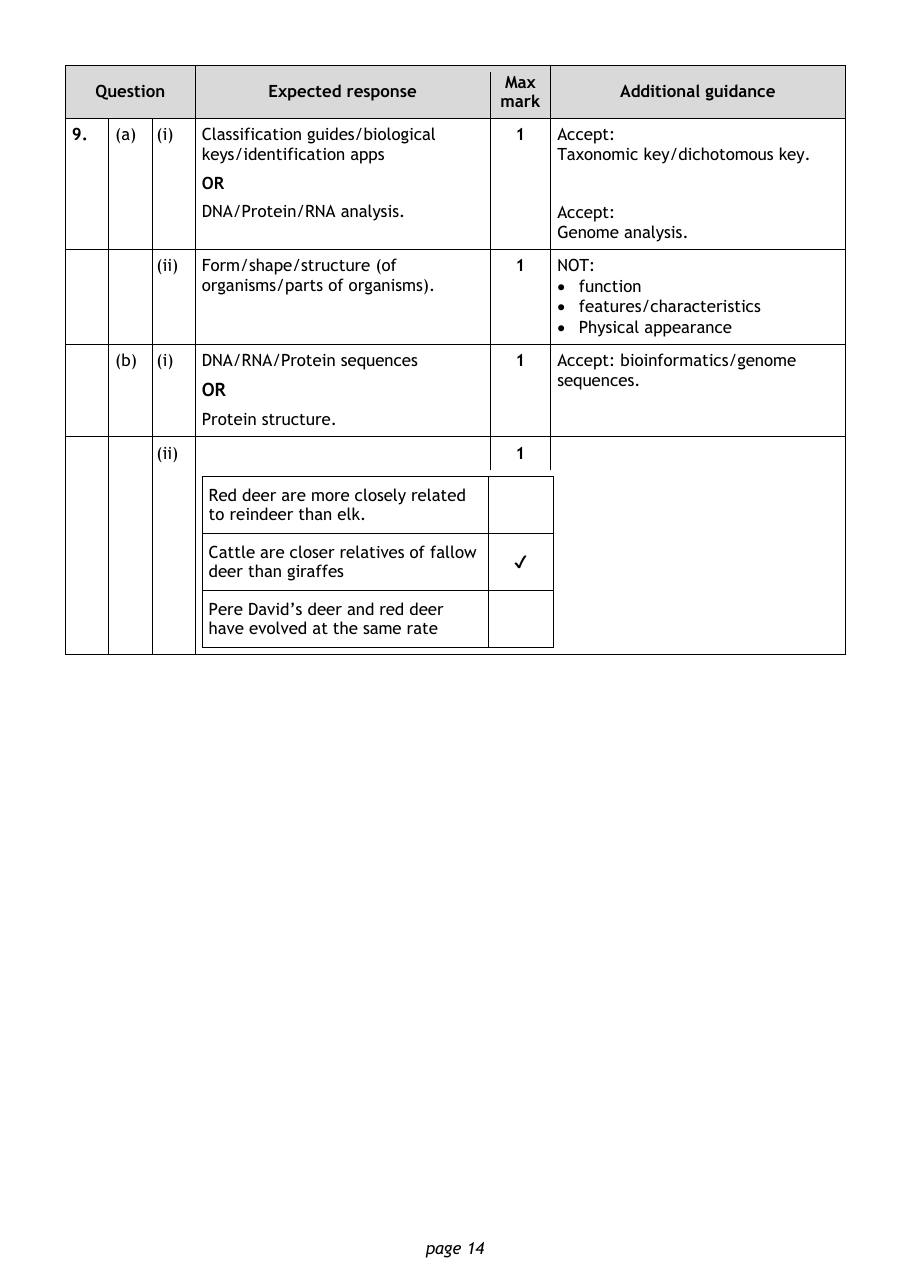 Question Expected response Max mark Additional guidance
9. (a) (i) Classification guides/biological 1 Accept:
keys/identification apps Taxonomic key/dichotomous key.
OR
DNA/Protein/RNA analysis. Accept:
Genome analysis.
(ii) Form/shape/structure (of 1 NOT:
organisms/parts of organisms). • function
• features/characteristics
• Physical appearance
(b) (i) DNA/RNA/Protein sequences 1 Accept: bioinformatics/genome
OR sequences.
Protein structure.
(ii) 1
Red deer are more closely related
to reindeer than elk.
Cattle are closer relatives of fallow ✓
deer than giraffes
Pere David’s deer and red deer
have evolved at the same rate
page 14